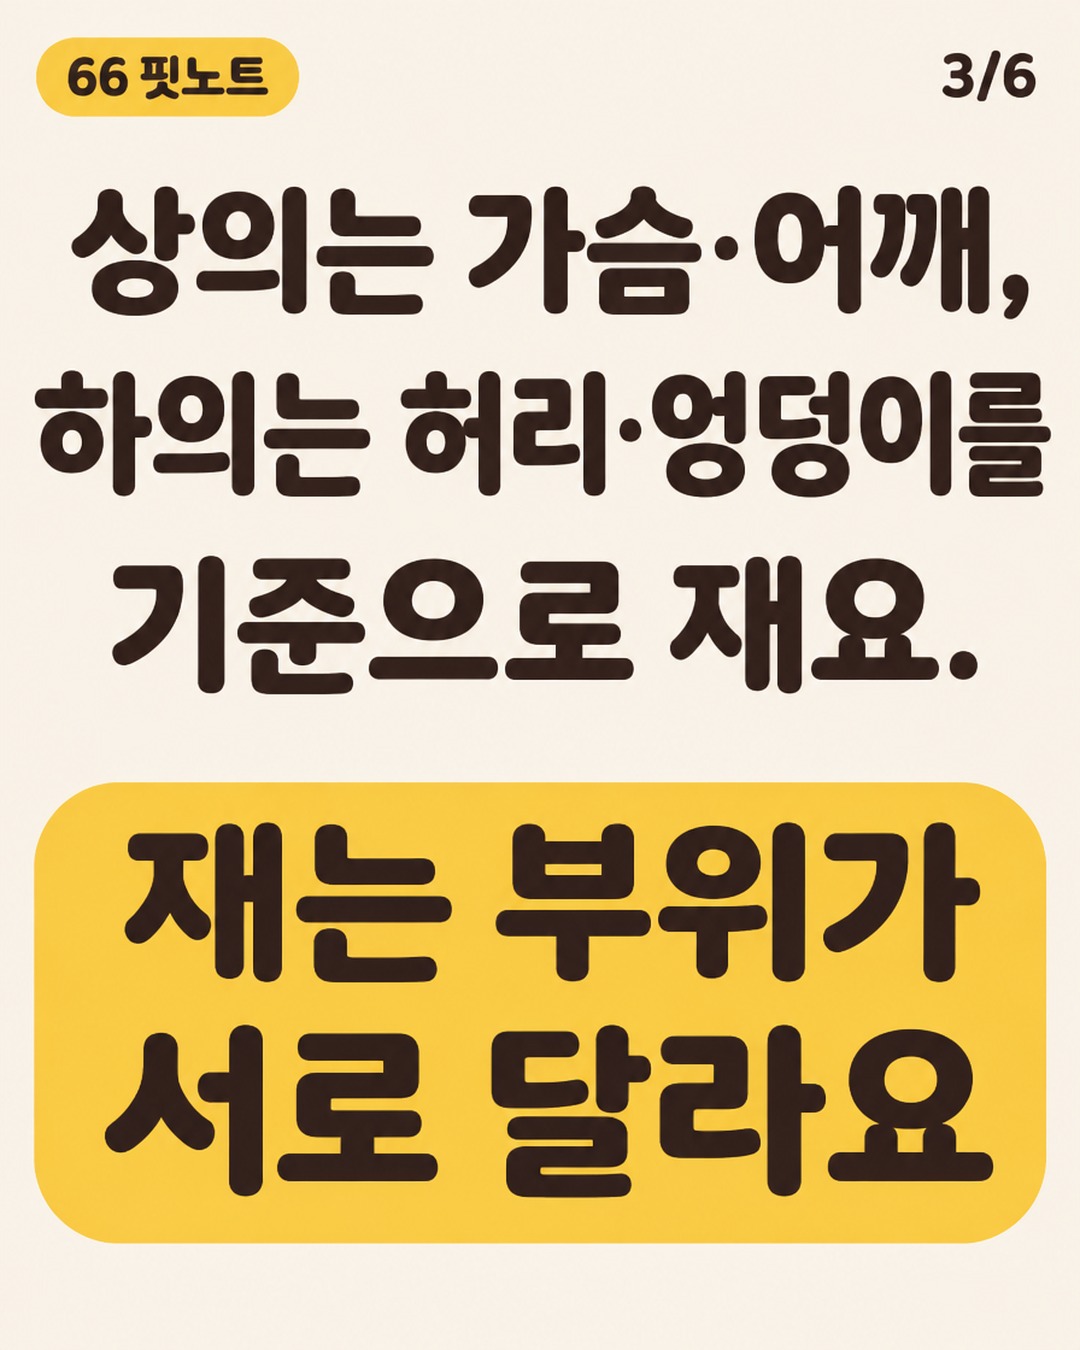 66 핏노트
3/6
상의는 가슴·어깨,
하의는 허리·엉덩이를
기준으로 재요.
재는 부위가
서로 달라요